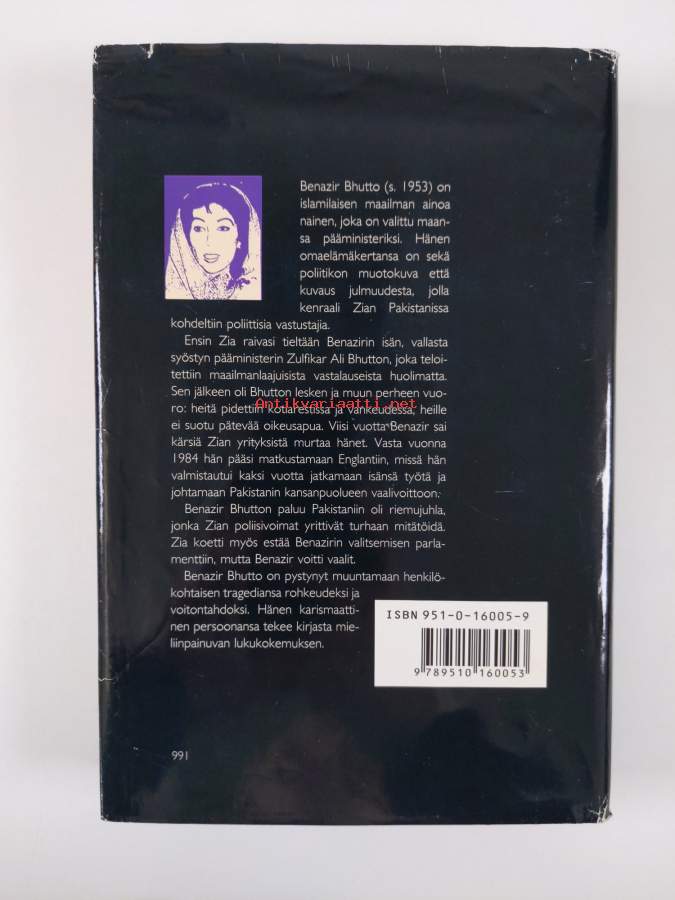 Benazir Bhutto (s. 1953) on
islamilaisen maailman ainoa
nainen, joka on valittu maan-
sa pääministeriksi. Hänen
omaelämäkertansa on sekä
poliitikon muotokuva että
kuvaus julmuudesta, jolla
kenraali Zian Pakistanissa
kohdeltiin poliittisia vastustajia.
Ensin Zia raivasi tieltään Benazirin isän, vallasta
syöstyn pääministerin Zulfikar Ali Bhutton, joka teloi-
tettiin maailmanlaajuisista vastalauseista huolimatta.
Sen jälkeen oli Bhutton lesken ja muun perheen vuo-
ro: heitä pidettiin kotiarestissa ja vankeudessa, heille
Antikvariaatti.net
ei suotu pätevää oikeusapua. Viisi vuotta Benazir sai
kärsiä Zian yrityksistä murtaa hänet. Vasta vuonna
1984 hän pääsi matkustamaan Englantiin, missä hän
valmistautui kaksi vuotta jatkamaan isänsä työtä ja
johtamaan Pakistanin kansanpuolueen vaalivoittoon.
Benazir Bhutton paluu Pakistaniin oli riemujuhla,
jonka Zian poliisivoimat yrittivät turhaan mitätöidä.
Zia koetti myös estää Benazirin valitsemisen parla-
menttiin, mutta Benazir voitti vaalit.
Benazir Bhutto on pystynyt muuntamaan henkilö-
kohtaisen tragediansa rohkeudeksi ja
voitontahdoksi. Hänen karismaatti-
nen persoonansa tekee kirjasta mie-
liinpainuvan lukukokemuksen.
ISBN 951-0-16005-9
9 789510 160053
991